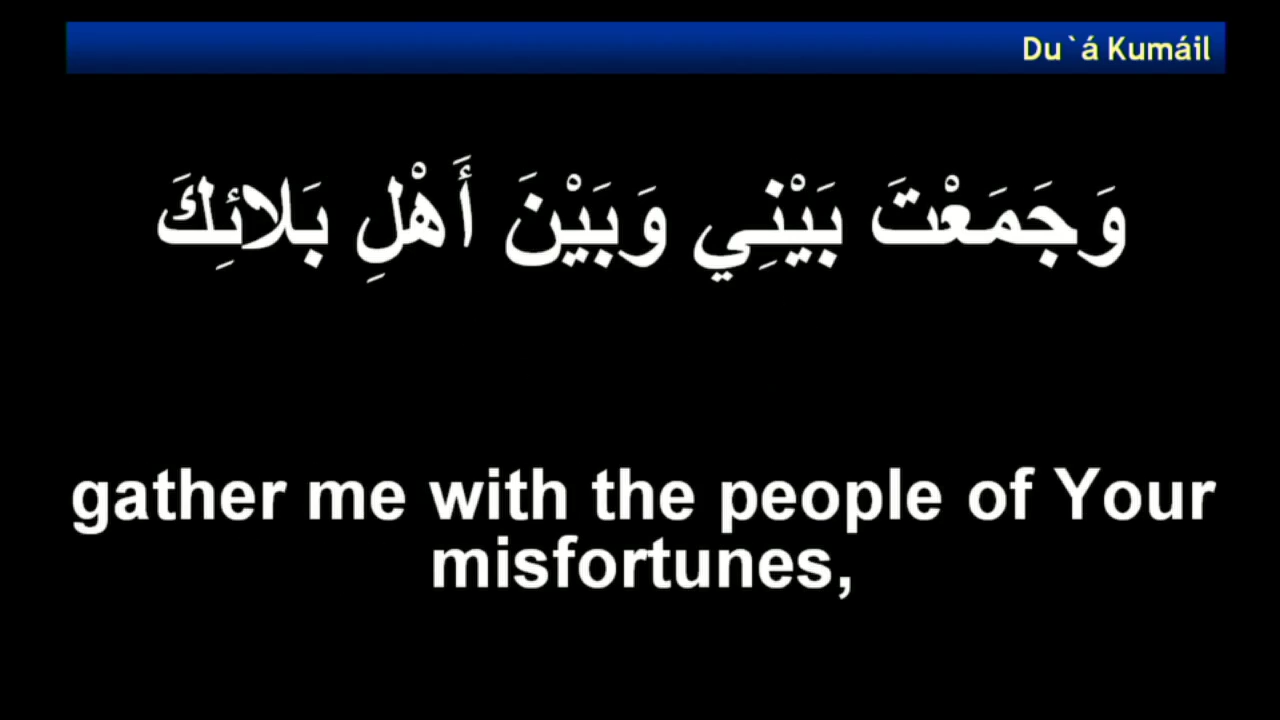 Du`á Kumáil
وَجَمَعْتَ بَيْنِي وَبَيْنَ أَهْلِ بَلائِكَ
gather me with the people of Your
misfortunes,